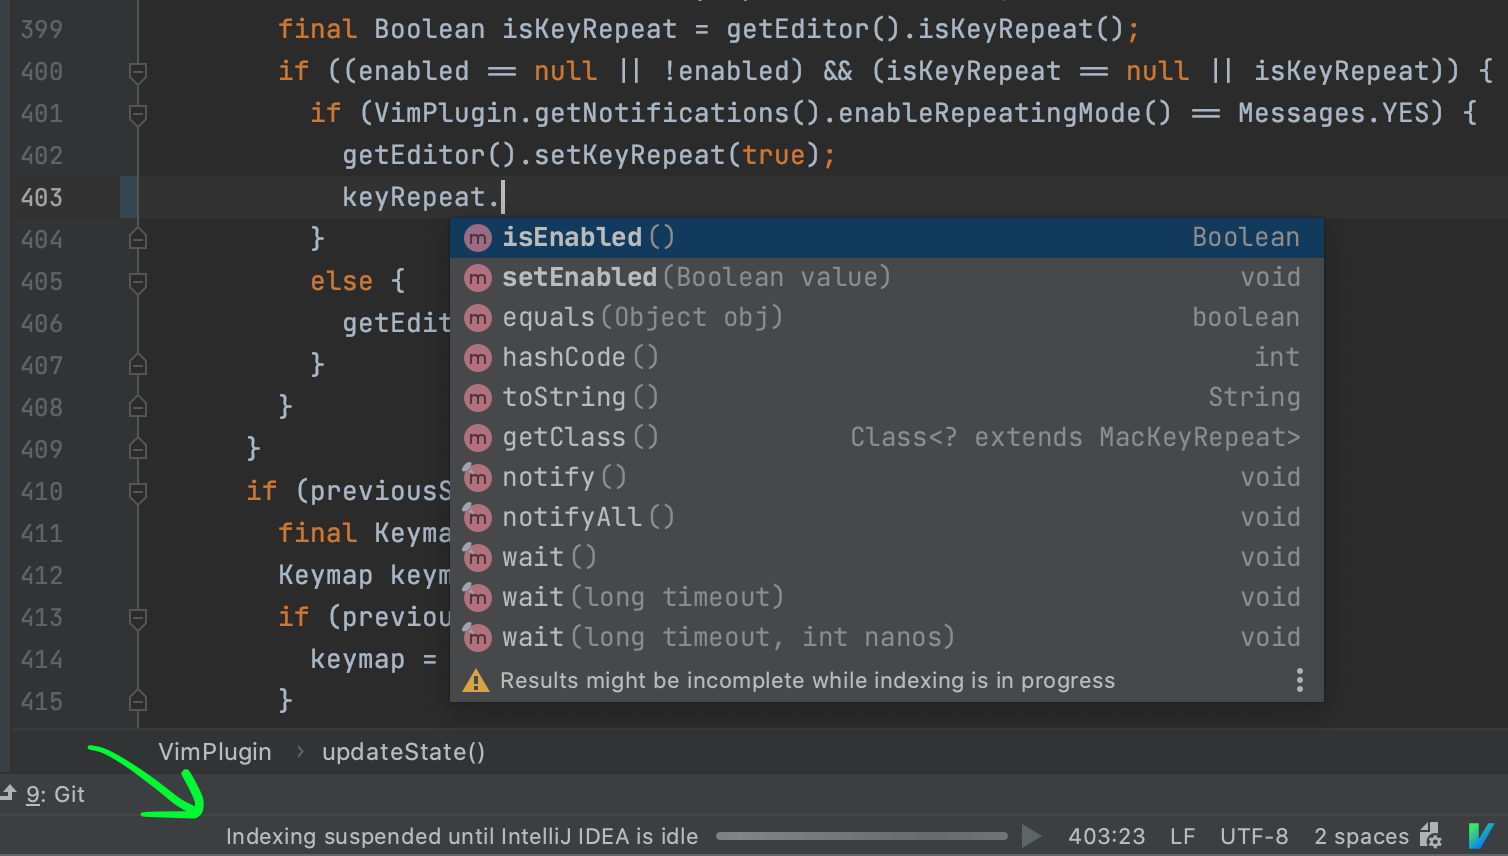 399 final Boolean isKeyRepeat = getEditor().isKeyRepeat();
400 if ((enabled == null || !enabled) && (isKeyRepeat == null || isKeyRepeat)) {
401 if (VimPlugin.getNotifications().enableRepeatingMode() == Messages.YES) {
402 getEditor().setKeyRepeat(true);
403 keyRepeat.
404 }
405 else {
406 getEdit
407 }
408 }
409 }
410 if (previousS
411 final Keyma
412 Keymap keym
413 if (previou
414 keymap =
415 }
isEnabled() Boolean
setEnabled(Boolean value) void
equals(Object obj) boolean
hashCode() int
toString() String
getClass() Class<? extends MacKeyRepeat>
notify() void
notifyAll() void
wait() void
wait(long timeout) void
wait(long timeout, int nanos) void
Results might be incomplete while indexing is in progress
VimPlugin › updateState()
9: Git
Indexing suspended until IntelliJ IDEA is idle 403:23 LF UTF-8 2 spaces